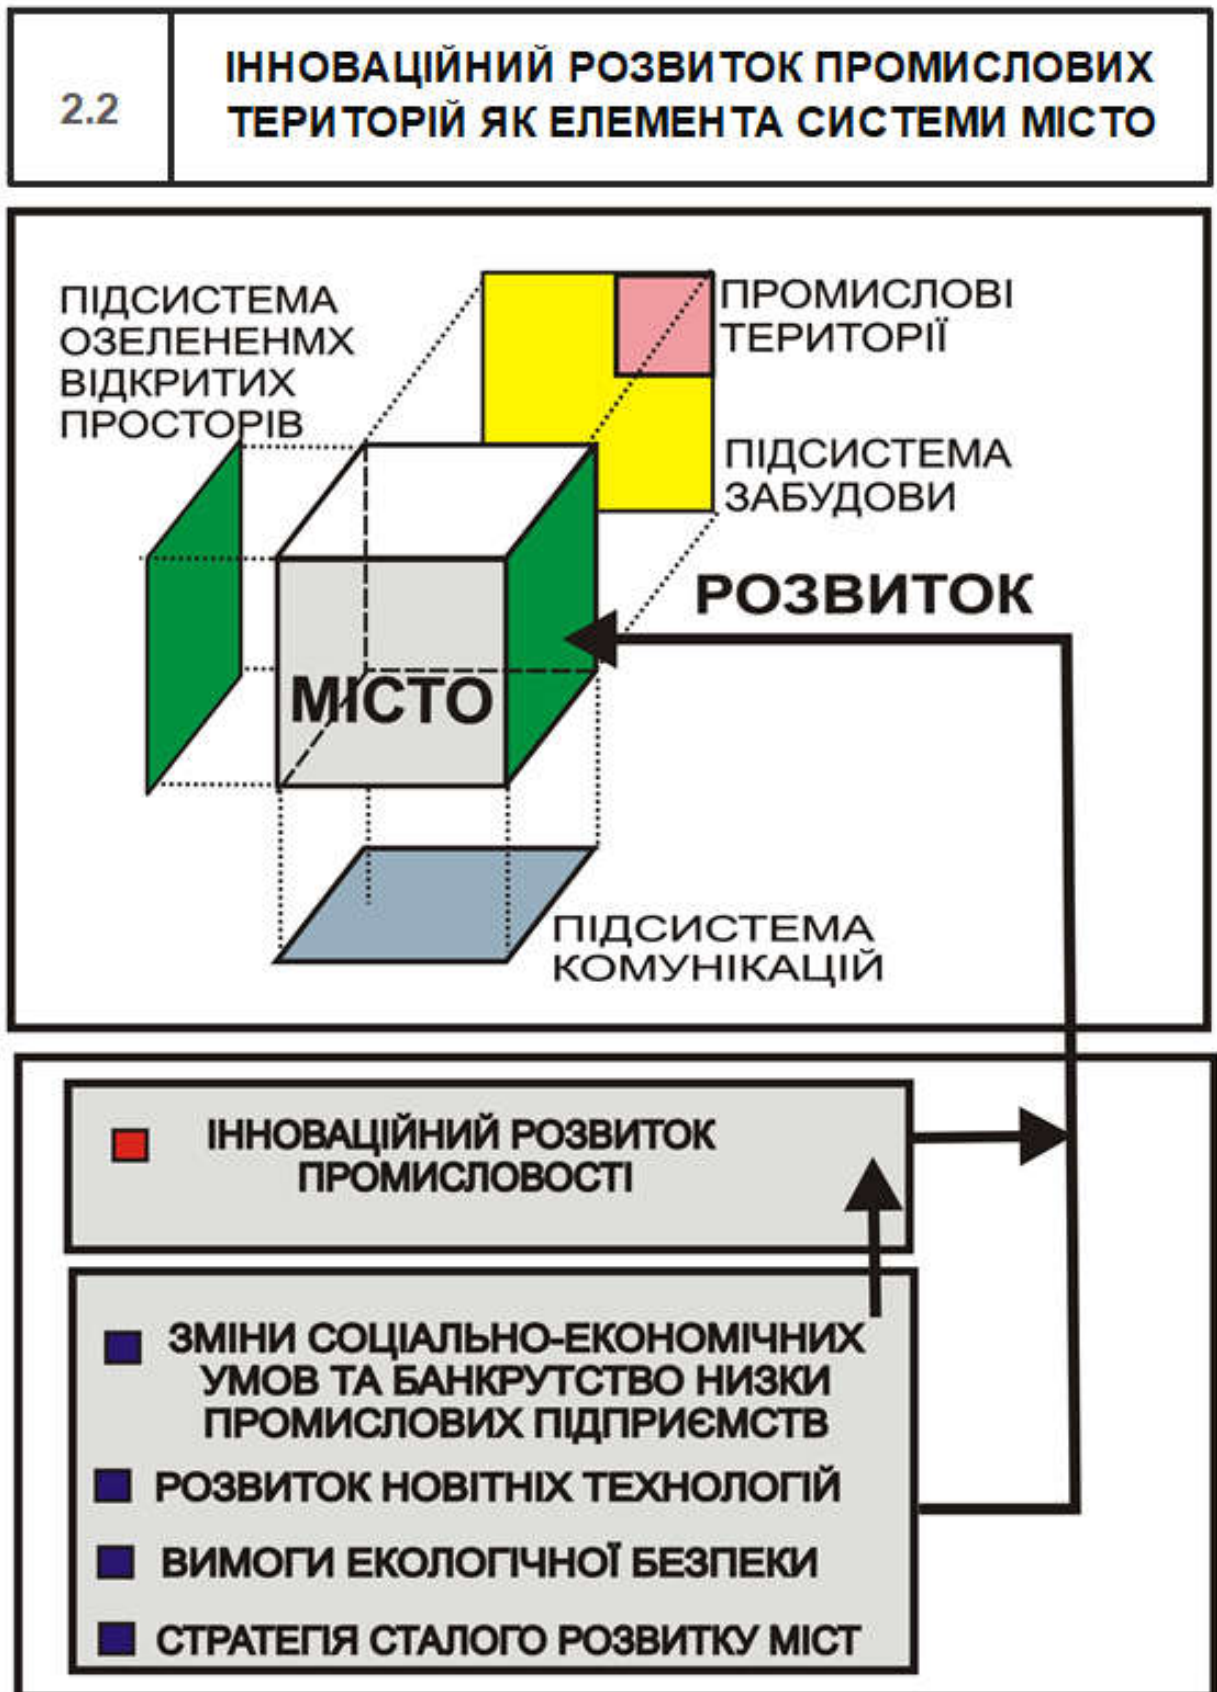 2.2
ІННОВАЦІЙНИЙ РОЗВИТОК ПРОМИСЛОВИХ
ТЕРИТОРІЙ ЯК ЕЛЕМЕНТА СИСТЕМИ МІСТО
ПІДСИСТЕМА
ОЗЕЛЕНЕНМХ
ВІДКРИТИХ
ПРОСТОРІВ
ПРОМИСЛОВІ
ТЕРИТОРІЇ
ПІДСИСТЕМА
ЗАБУДОВИ
РОЗВИТОК
МІСТО
ПІДСИСТЕМА
КОМУНІКАЦІЙ
ІННОВАЦІЙНИЙ РОЗВИТОК
ПРОМИСЛОВОСТІ
ЗМІНИ СОЦІАЛЬНО-ЕКОНОМІЧНИХ
УМОВ ТА БАНКРУТСТВО НИЗКИ
ПРОМИСЛОВИХ ПІДПРИЄМСТВ
РОЗВИТОК НОВІТНІХ ТЕХНОЛОГІЙ
ВИМОГИ ЕКОЛОГІЧНОЇ БЕЗПЕКИ
СТРАТЕГІЯ СТАЛОГО РОЗВИТКУ МІСТ